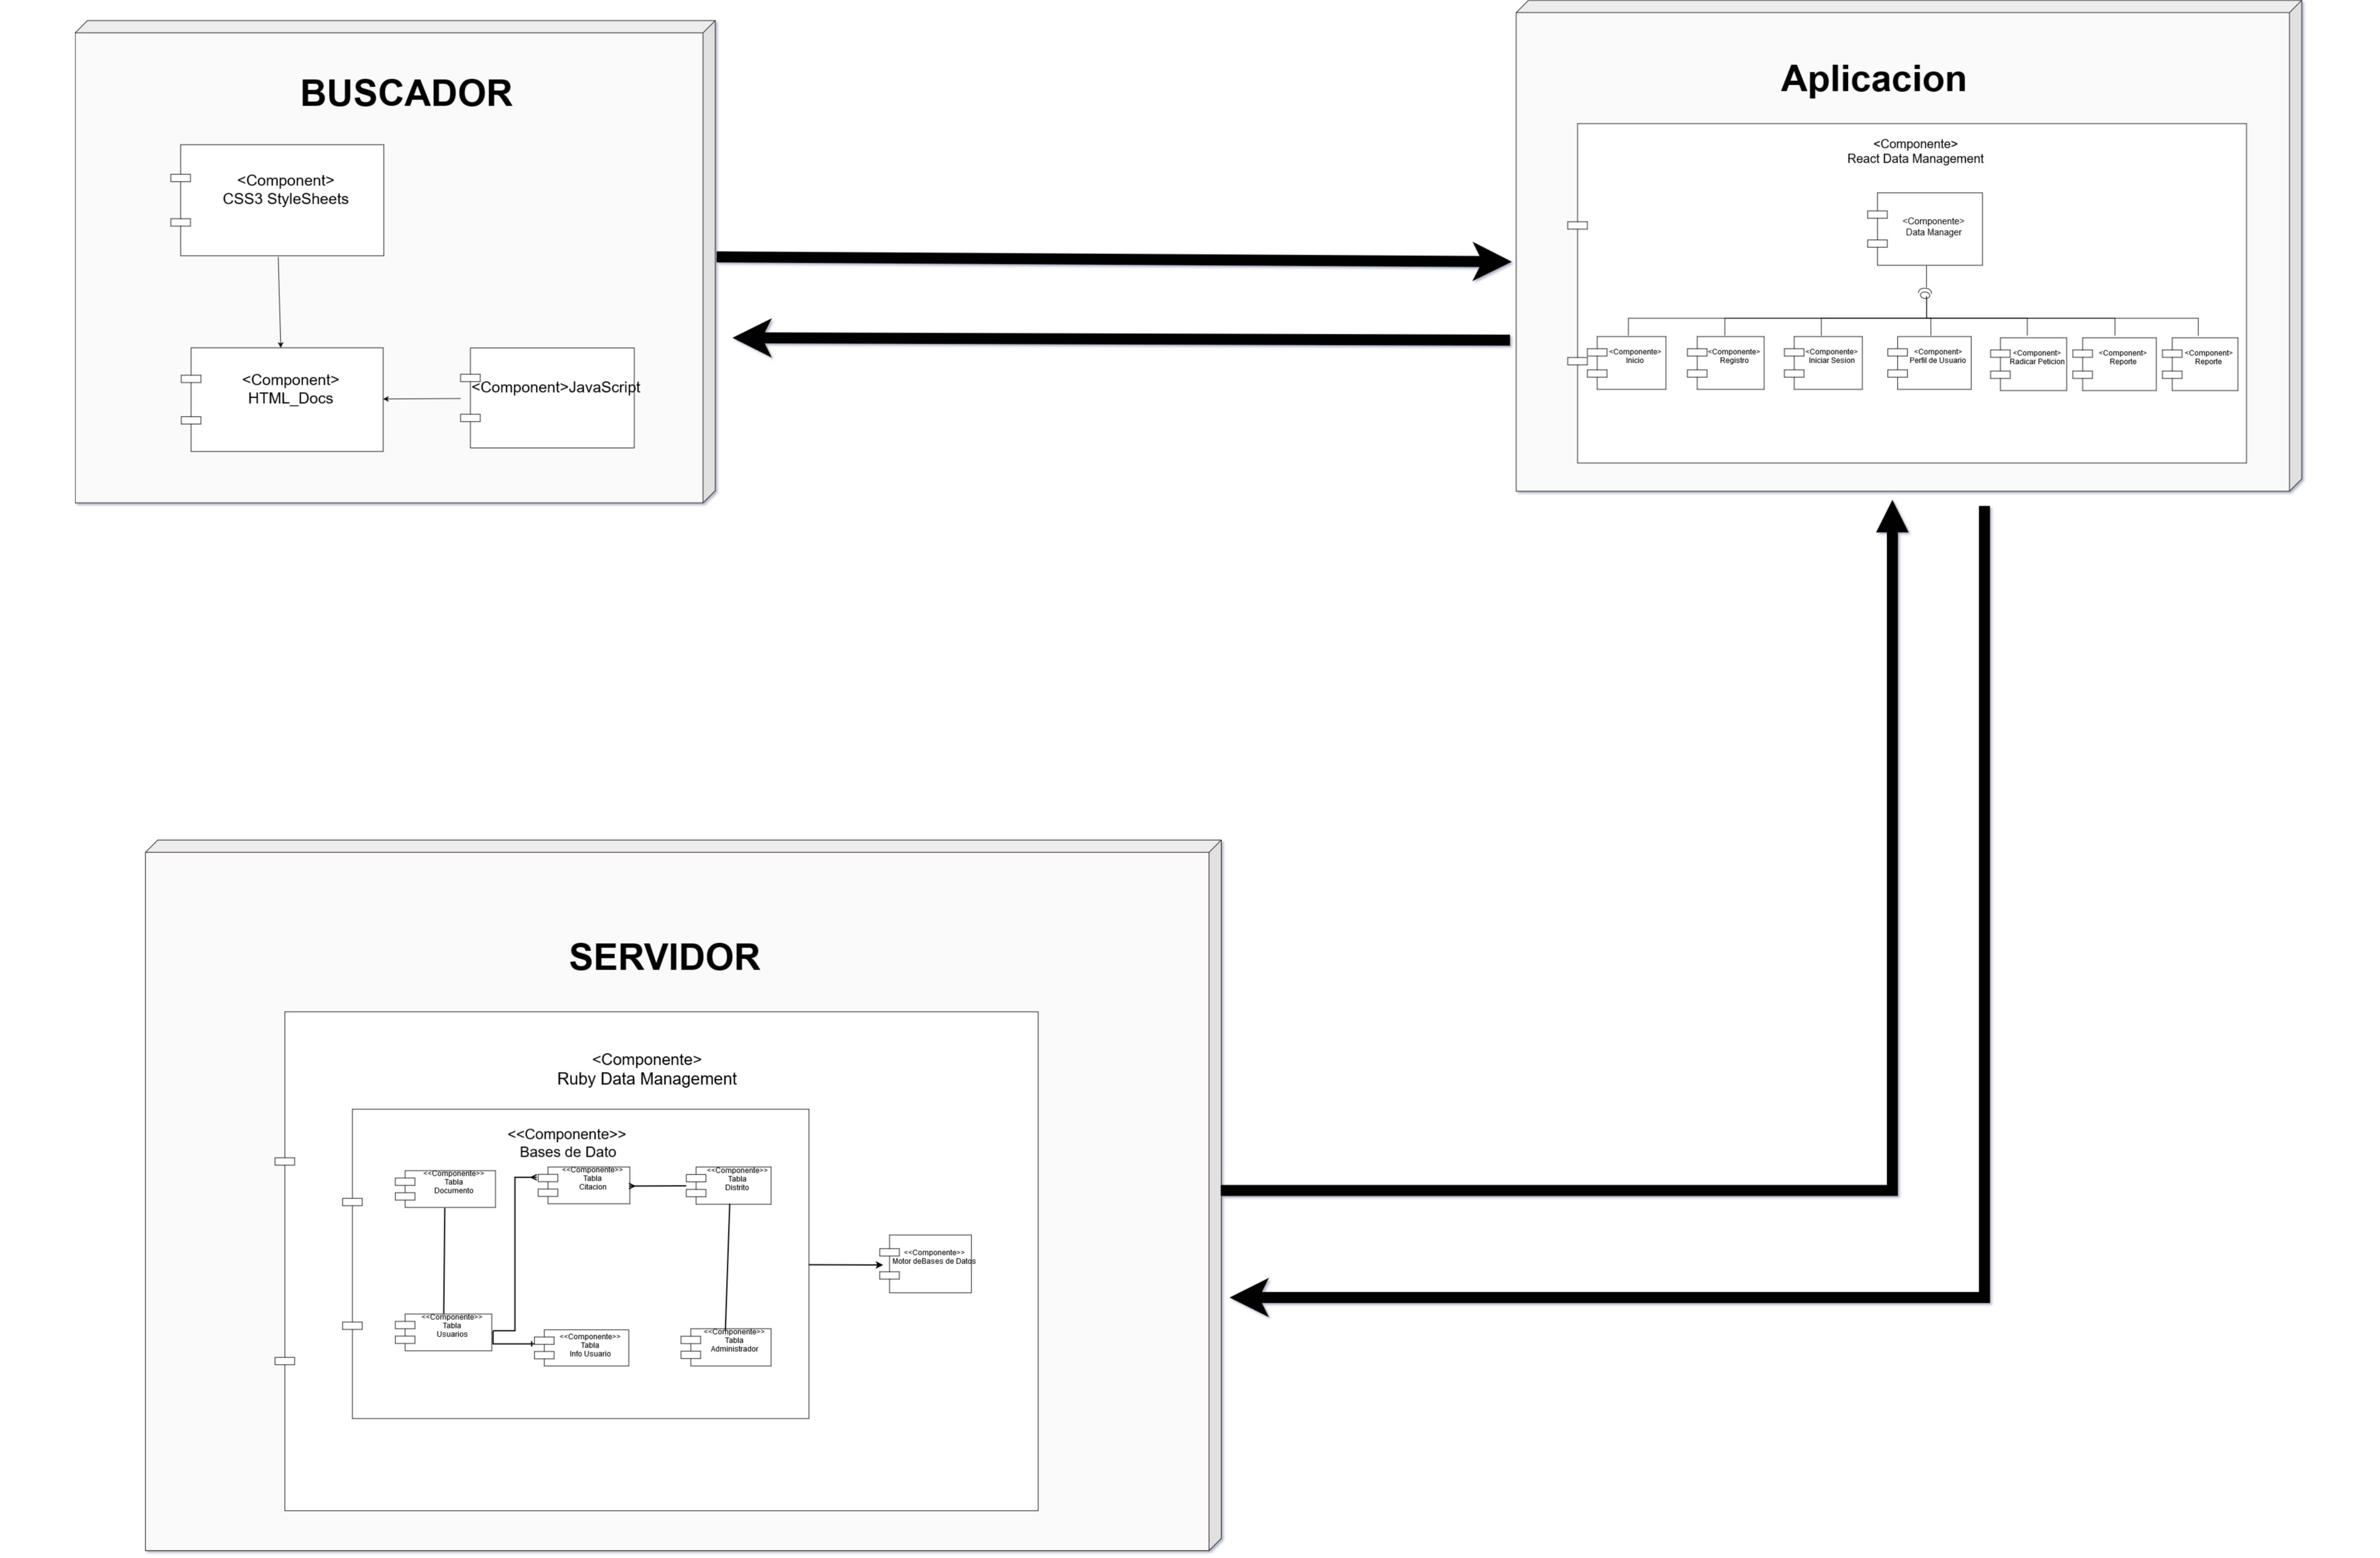 BUSCADOR
<Component>
CSS3 StyleSheets
<Component>
HTML_Docs
<Component>JavaScript
Aplicacion
<Componente>
React Data Management
<Componente>
Data Manager
<Componente>
Inicio
<Componente>
Registro
<Componente>
Iniciar Sesion
<Component>
Perfil de Usuario
<Component>
Radicar Peticion
<Component>
Reporte
<Component>
Reporte
SERVIDOR
<Componente>
Ruby Data Management
<<Componente>>
Bases de Dato
<<Componente>>
Tabla
Documento
<<Componente>>
Tabla
Citacion
<<Componente>>
Tabla
Distrito
<<Componente>>
Motor deBases de Datos
<<Componente>>
Tabla
Usuarios
<<Componente>>
Tabla
Info Usuario
<<Componente>>
Tabla
Administrador